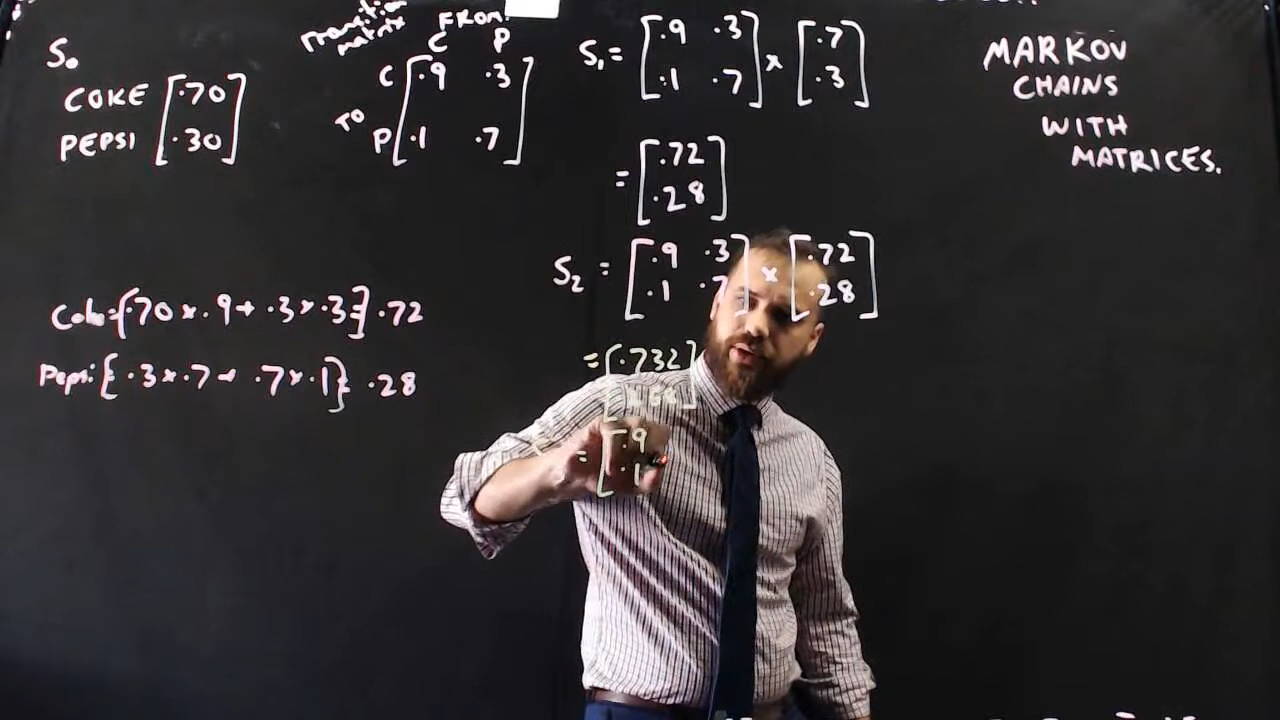 S₀
COKE [.70]
PEPSI [.30]
Transition matrix
FROM:
C P
C [.9 .3]
TO
P [.1 .7]
Coke={.70 x .9 + .3 x .3=} .72
Pepsi {.3 x .7 + .7 x .1} .28
S₁ = [.9 .3] x [.7]
[.1 .7] [.3]
= [.72]
[.28]
S₂ = [.9 .3] x [.72]
[.1 .7] [.28]
= [.732]
= [.9
[.1
MARKOV
CHAINS
WITH
MATRICES.